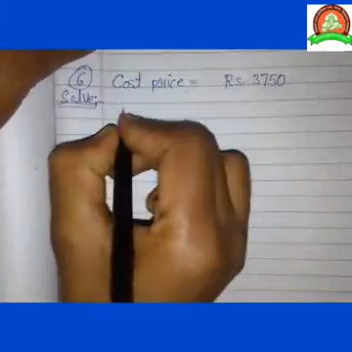 6 Cost price = Rs. 3750
Solve;-